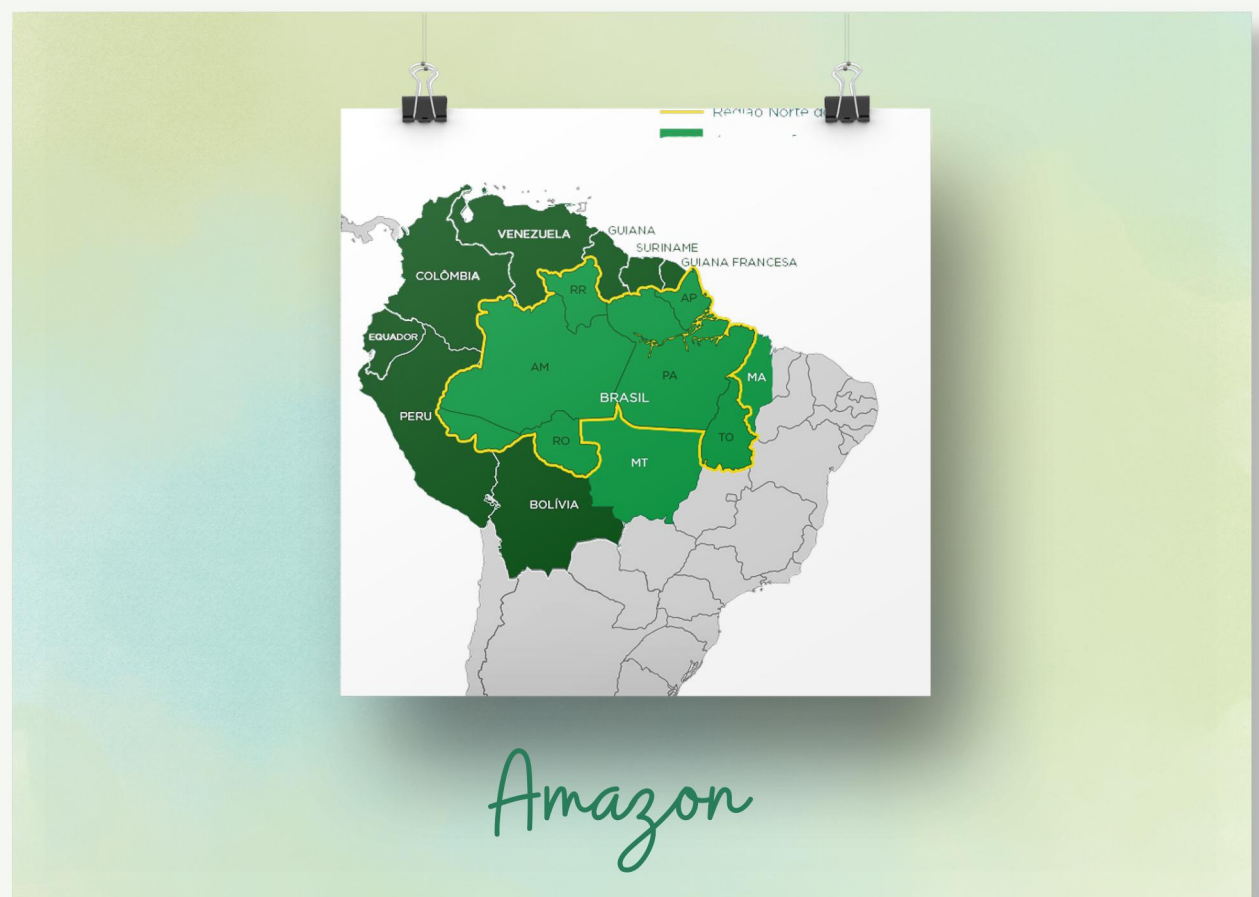 Região Norte d
VENEZUELA
GUIANA
SURINAME
GUIANA FRANCESA
COLÔMBIA
RR
AP
EQUADOR
AM
PA
MA
BRASIL
PERU
RO
TO
MT
BOLÍVIA
Amazon